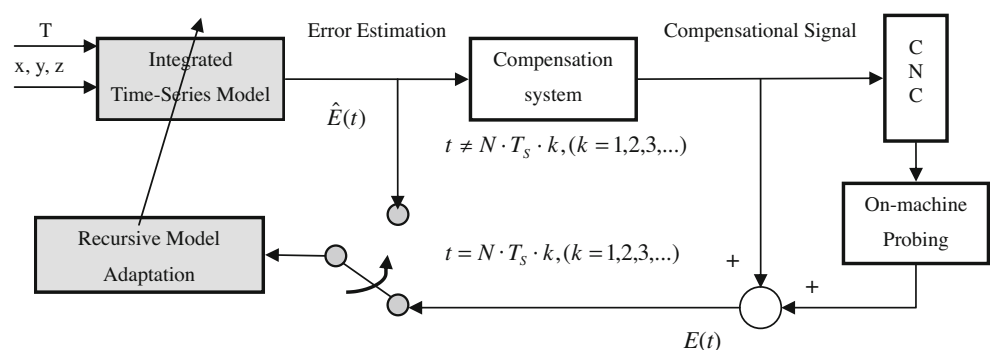 T
x, y, z
Integrated
Time-Series Model
Error Estimation
Ê(t)
Compensation
system
Compensational Signal
C
N
C
t ≠ N · T_S · k, (k = 1,2,3,...)
On-machine
Probing
Recursive Model
Adaptation
t = N · T_S · k, (k = 1,2,3,...)
+
+
E(t)